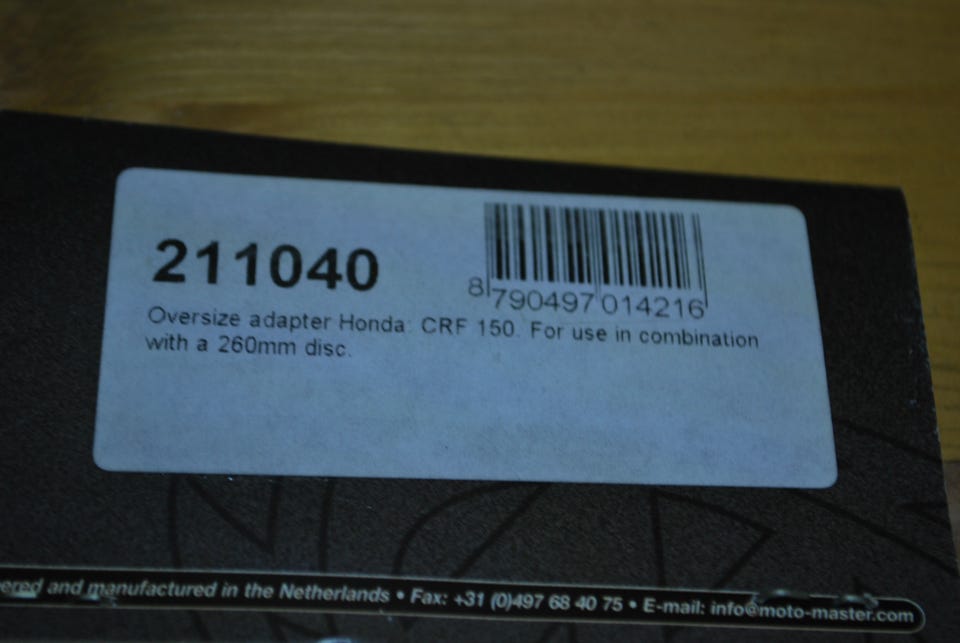 211040
8 790497 014216
Oversize adapter Honda: CRF 150. For use in combination
with a 260mm disc.
ered and manufactured in the Netherlands • Fax: +31 (0)497 68 40 75 • E-mail: info@moto-master.com